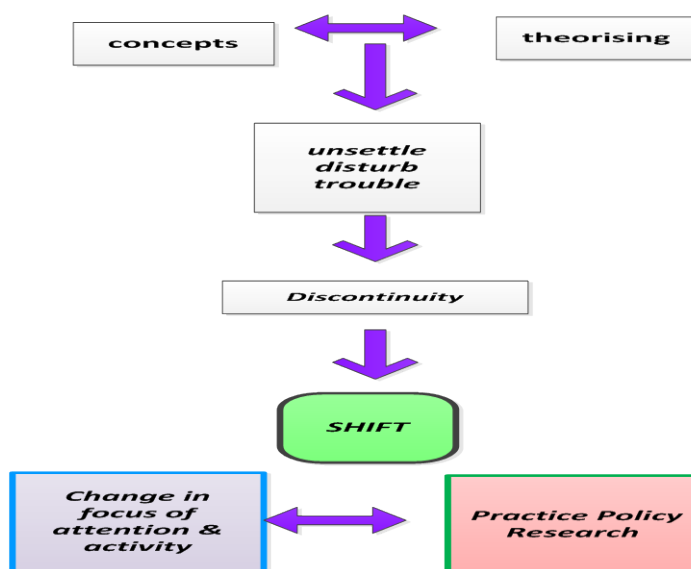 concepts
theorising
unsettle
disturb
trouble
Discontinuity
SHIFT
Change in
focus of
attention &
activity
Practice Policy
Research